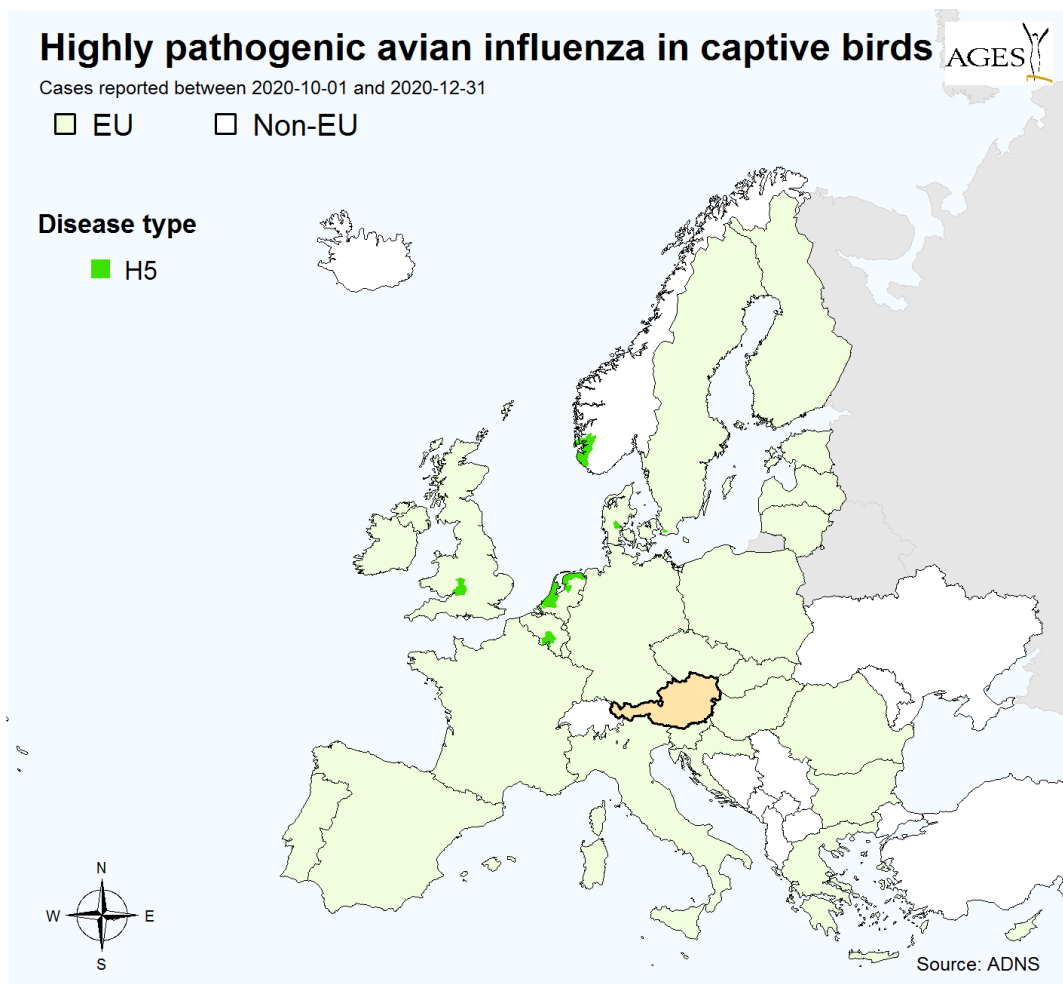 Highly pathogenic avian influenza in captive birds
AGES
Cases reported between 2020-10-01 and 2020-12-31
EU
Non-EU
Disease type
H5
N
W
E
S
Source: ADNS